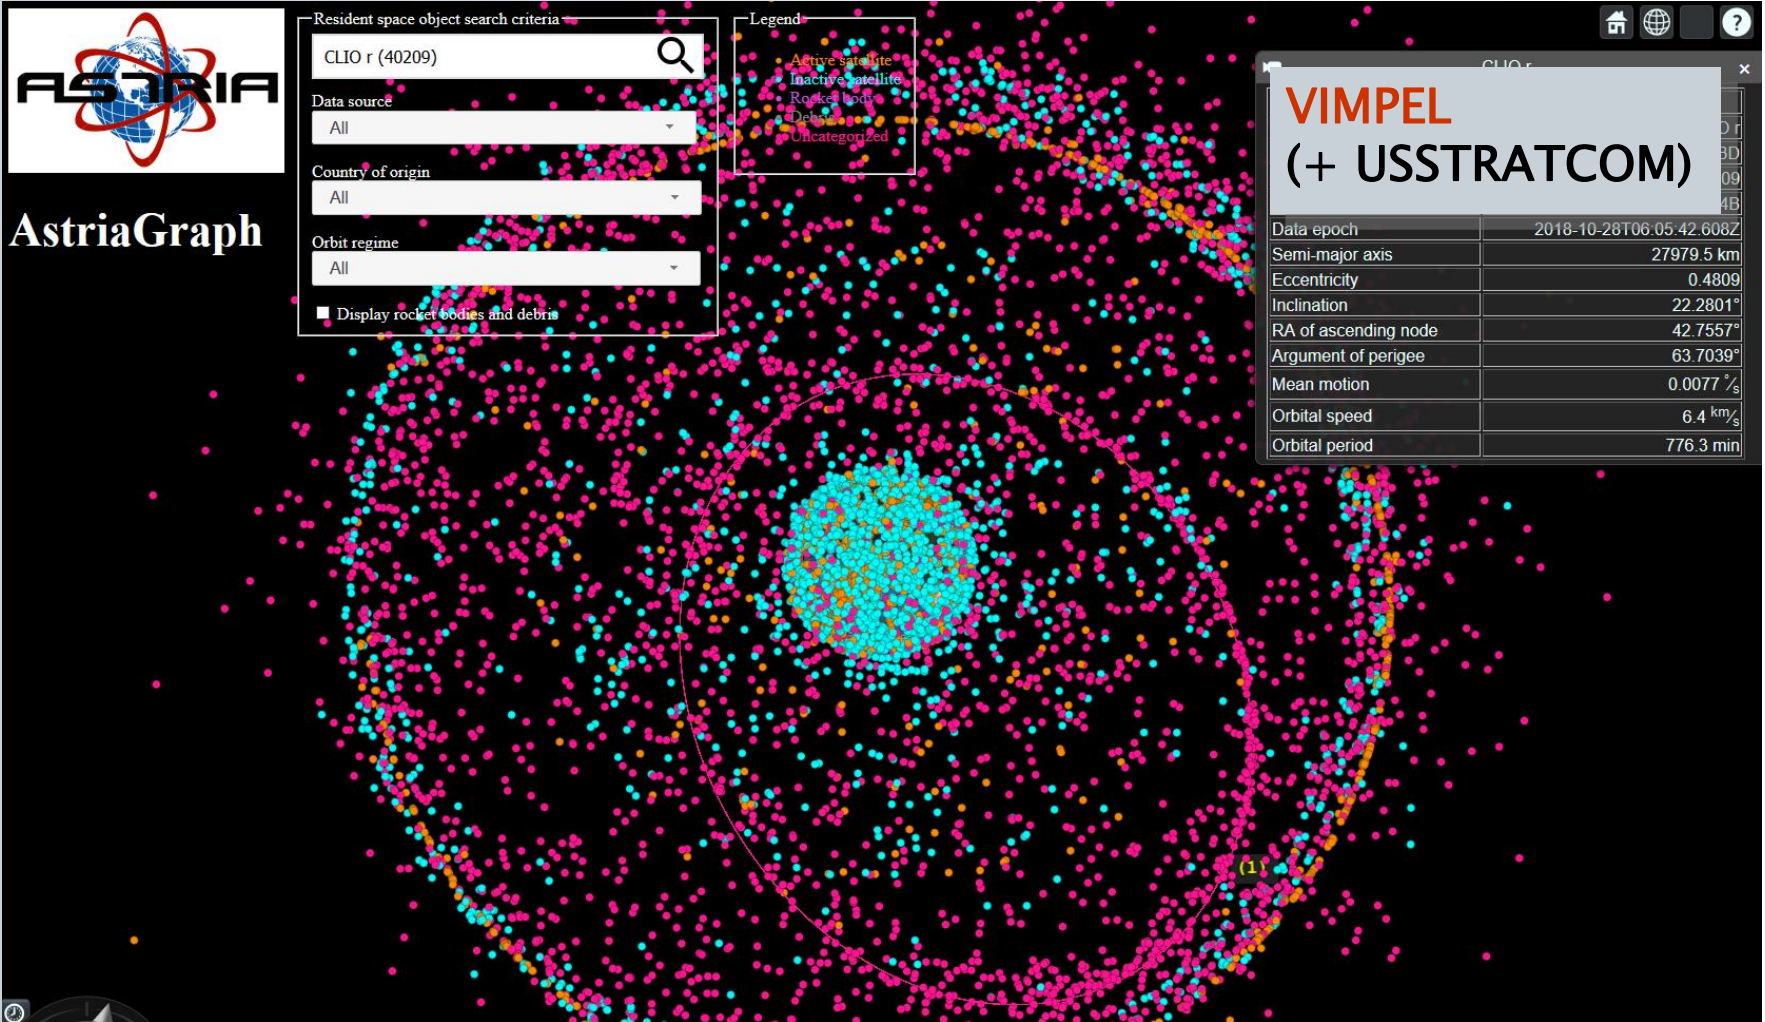 ASTRIA
AstriaGraph
Resident space object search criteria
CLIO r (40209)
Data source
All
Country of origin
All
Orbit regime
All
Display rocket bodies and debris
Legend
Active satellite
Inactive satellite
Rocket body
Debris
Uncategorized
?
CLIO r
×
VIMPEL
(+ USSTRATCOM)
O r
3D
09
4B
Data epoch 2018-10-28T06:05:42.608Z
Semi-major axis 27979.5 km
Eccentricity 0.4809
Inclination 22.2801°
RA of ascending node 42.7557°
Argument of perigee 63.7039°
Mean motion 0.0077 °/s
Orbital speed 6.4 km/s
Orbital period 776.3 min
(1)